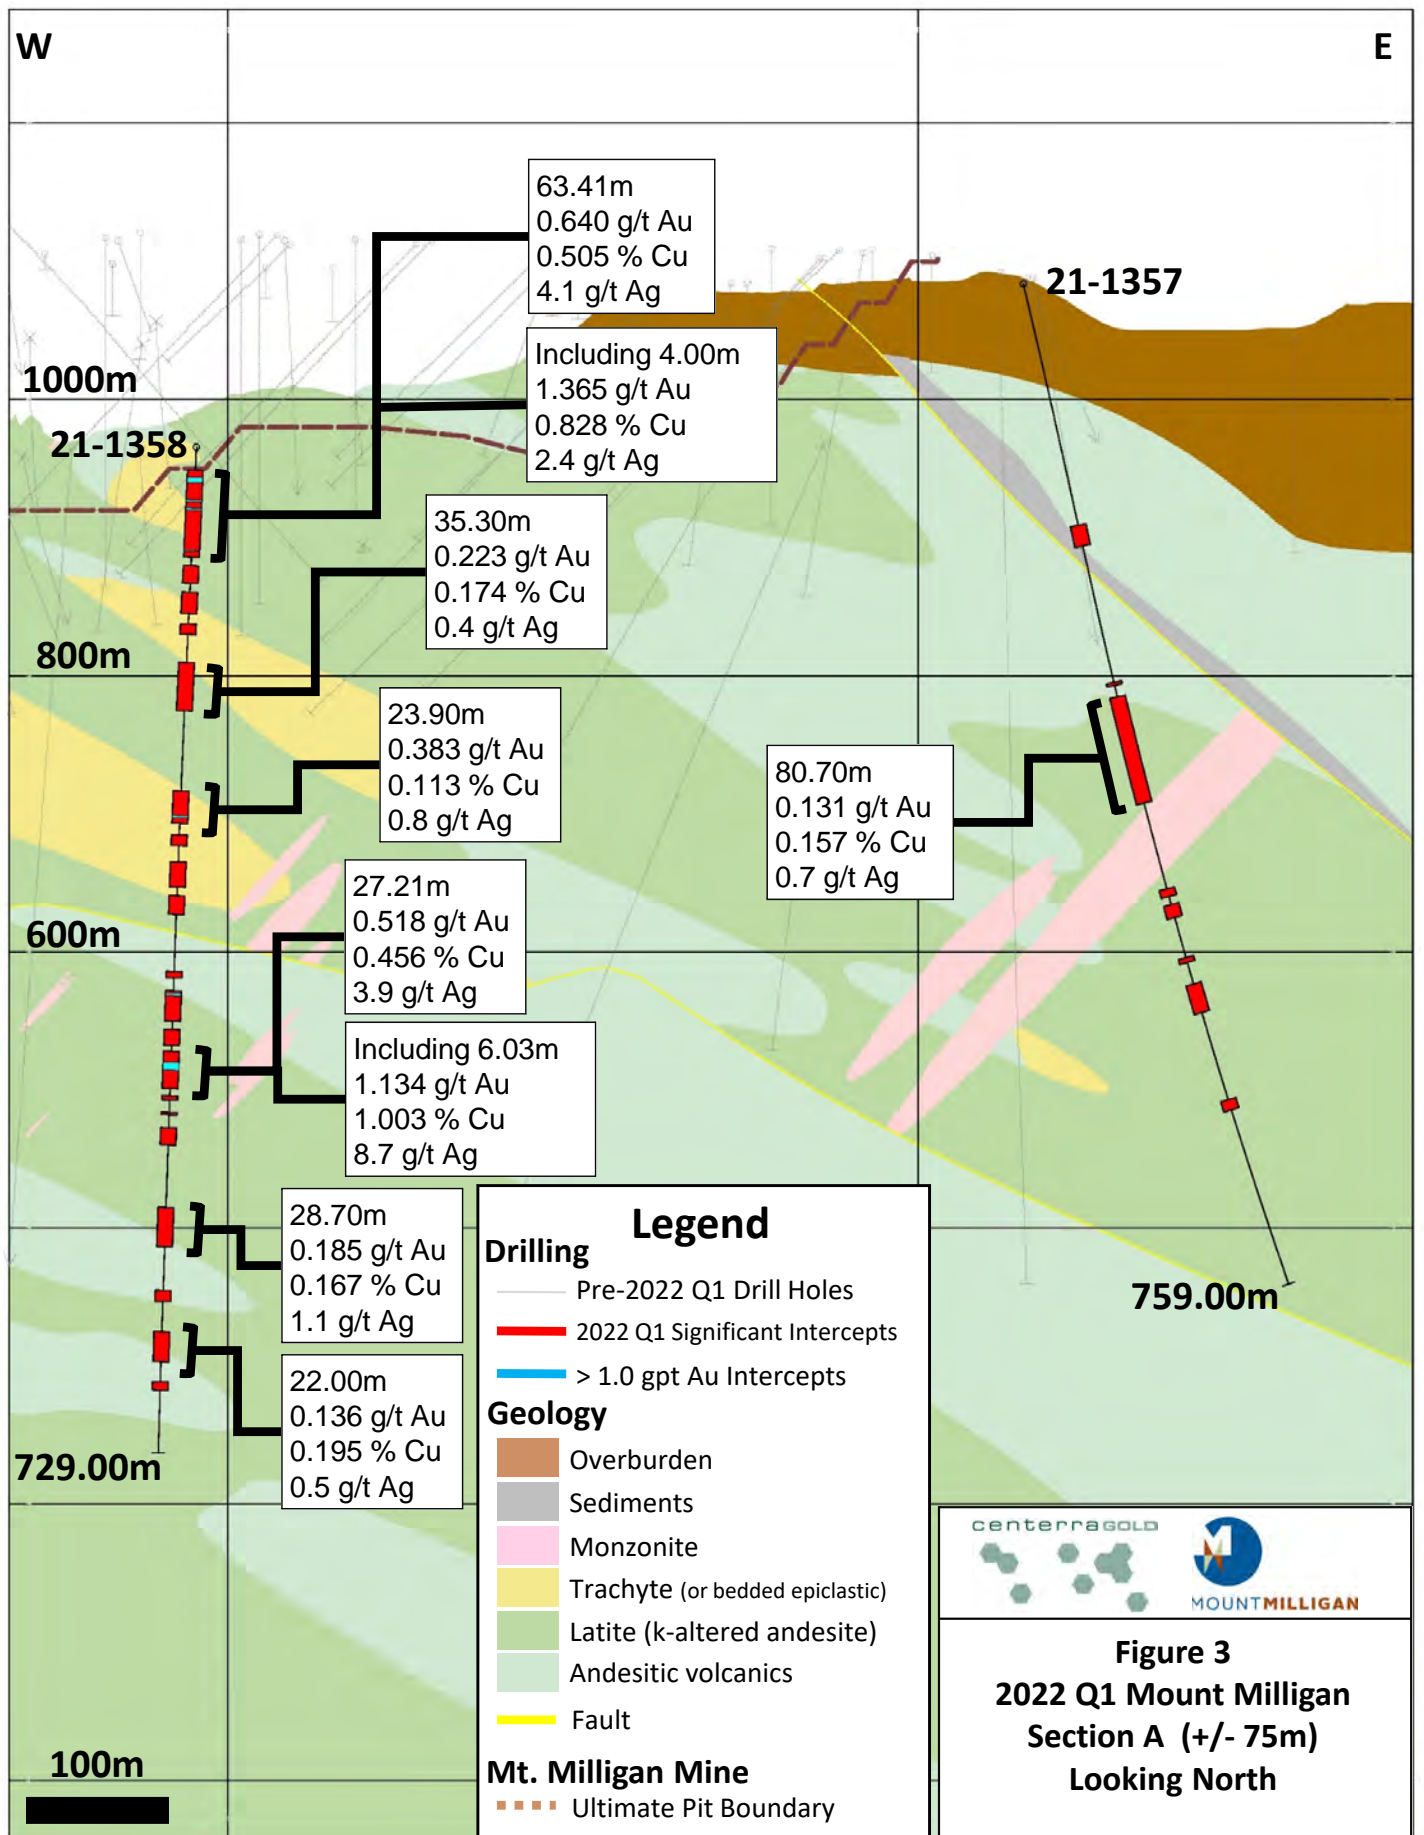 W
E
63.41m
0.640 g/t Au
0.505 % Cu
4.1 g/t Ag
21-1357
Including 4.00m
1.365 g/t Au
0.828 % Cu
2.4 g/t Ag
1000m
21-1358
35.30m
0.223 g/t Au
0.174 % Cu
0.4 g/t Ag
800m
23.90m
0.383 g/t Au
0.113 % Cu
0.8 g/t Ag
80.70m
0.131 g/t Au
0.157 % Cu
0.7 g/t Ag
27.21m
0.518 g/t Au
0.456 % Cu
3.9 g/t Ag
600m
Including 6.03m
1.134 g/t Au
1.003 % Cu
8.7 g/t Ag
28.70m
0.185 g/t Au
0.167 % Cu
1.1 g/t Ag
759.00m
22.00m
0.136 g/t Au
0.195 % Cu
0.5 g/t Ag
729.00m
Legend
Drilling
Pre-2022 Q1 Drill Holes
2022 Q1 Significant Intercepts
> 1.0 gpt Au Intercepts
Geology
Overburden
Sediments
Monzonite
Trachyte (or bedded epiclastic)
Latite (k-altered andesite)
Andesitic volcanics
Fault
Mt. Milligan Mine
Ultimate Pit Boundary
100m
centerraGOLD
MOUNTMILLIGAN
Figure 3
2022 Q1 Mount Milligan
Section A (+/- 75m)
Looking North